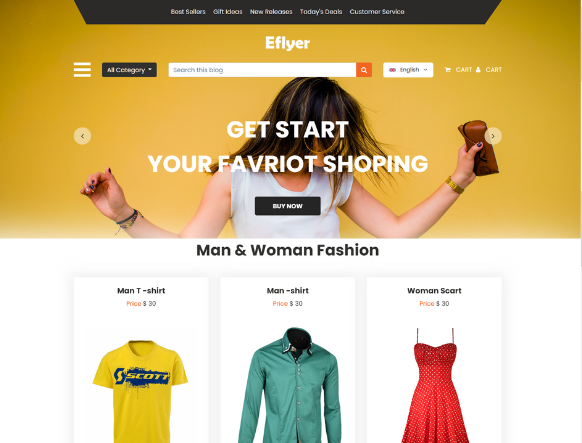 Best Sellers Gift Ideas New Releases Today's Deals Customer Service
Eflyer
All Category Search this blog English CART CART
GET START
YOUR FAVRIOT SHOPING
BUY NOW
Man & Woman Fashion
Man T -shirt Man -shirt Woman Scart
Price $ 30 Price $ 30 Price $ 30
SCOTT